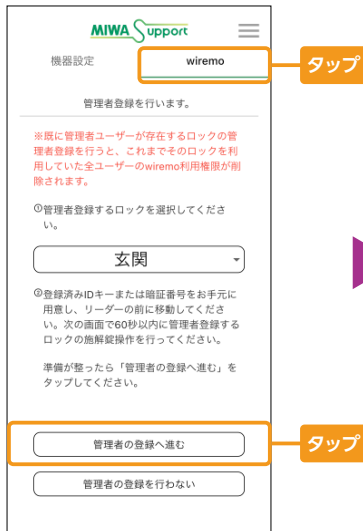 MIWA Support
機器設定 wiremo タップ
管理者登録を行います。
※既に管理者ユーザーが存在するロックの管
理者登録を行うと、これまでそのロックを利
用していた全ユーザーのwiremo利用権限が削
除されます。
①管理者登録するロックを選択してくださ
い。
玄関
②登録済みIDキーまたは暗証番号をお手元に
用意し、リーダーの前に移動してくださ
い。次の画面で60秒以内に管理者登録する
ロックの施解錠操作を行ってください。
準備が整ったら「管理者の登録へ進む」を
タップしてください。
管理者の登録へ進む タップ
管理者の登録を行わない